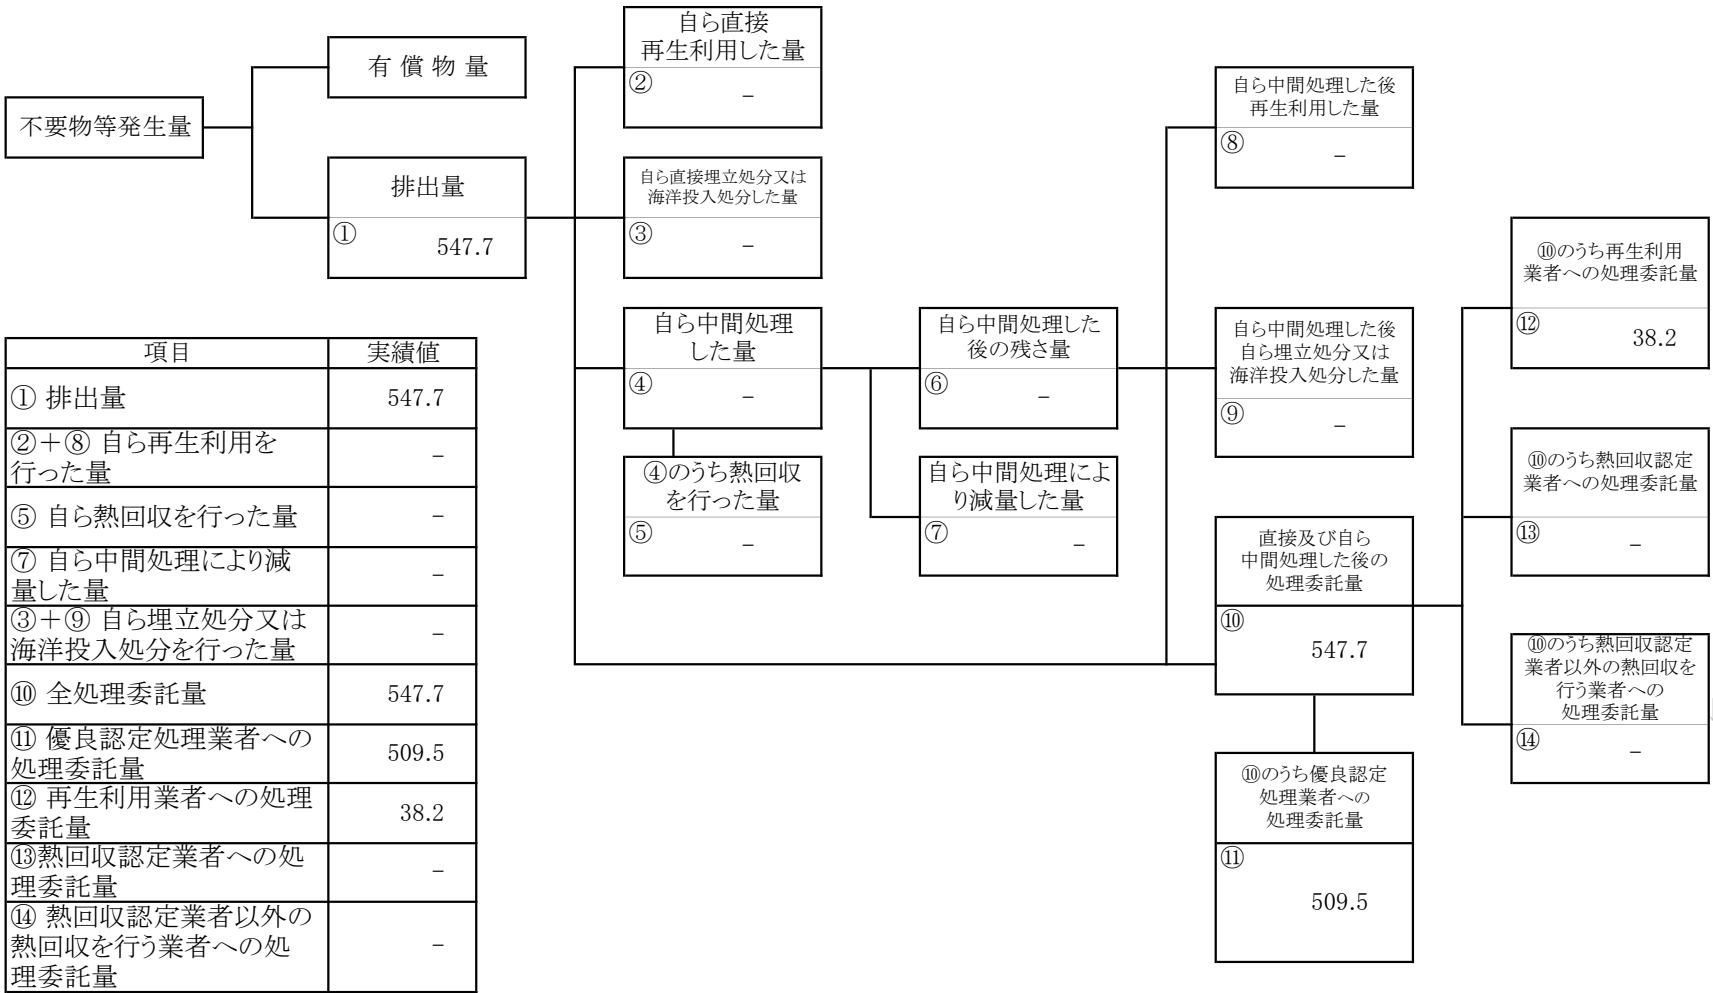 不要物等発生量
有 償 物 量
排出量
①
547.7
自ら直接
再生利用した量
②
－
自ら直接埋立処分又は
海洋投入処分した量
③
－
自ら中間処理
した量
④
－
④のうち熱回収
を行った量
⑤
－
自ら中間処理した
後の残さ量
⑥
－
自ら中間処理によ
り減量した量
⑦
－
自ら中間処理した後
再生利用した量
⑧
－
自ら中間処理した後
自ら埋立処分又は
海洋投入処分した量
⑨
－
直接及び自ら
中間処理した後の
処理委託量
⑩
547.7
⑩のうち優良認定
処理業者への
処理委託量
⑪
509.5
⑩のうち再生利用
業者への処理委託量
⑫
38.2
⑩のうち熱回収認定
業者への処理委託量
⑬
－
⑩のうち熱回収認定
業者以外の熱回収を
行う業者への
処理委託量
⑭
－
項目 実績値
① 排出量 547.7
②＋⑧ 自ら再生利用を
行った量 －
⑤ 自ら熱回収を行った量 －
⑦ 自ら中間処理により減
量した量 －
③＋⑨ 自ら埋立処分又は
海洋投入処分を行った量 －
⑩ 全処理委託量 547.7
⑪ 優良認定処理業者への
処理委託量 509.5
⑫ 再生利用業者への処理
委託量 38.2
⑬熱回収認定業者への処
理委託量 －
⑭ 熱回収認定業者以外の
熱回収を行う業者への処
理委託量 －